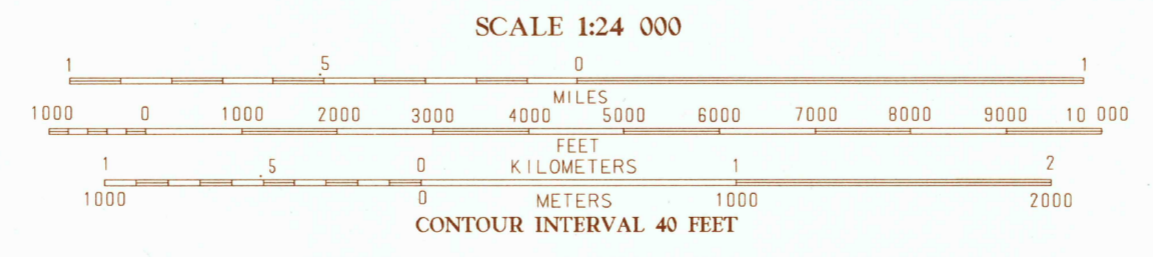 SCALE 1:24 000
1 .5 0 1
MILES
1000 0 1000 2000 3000 4000 5000 6000 7000 8000 9000 10 000
FEET
1 .5 0 KILOMETERS 1 2
1000 0 METERS 1000 2000
CONTOUR INTERVAL 40 FEET